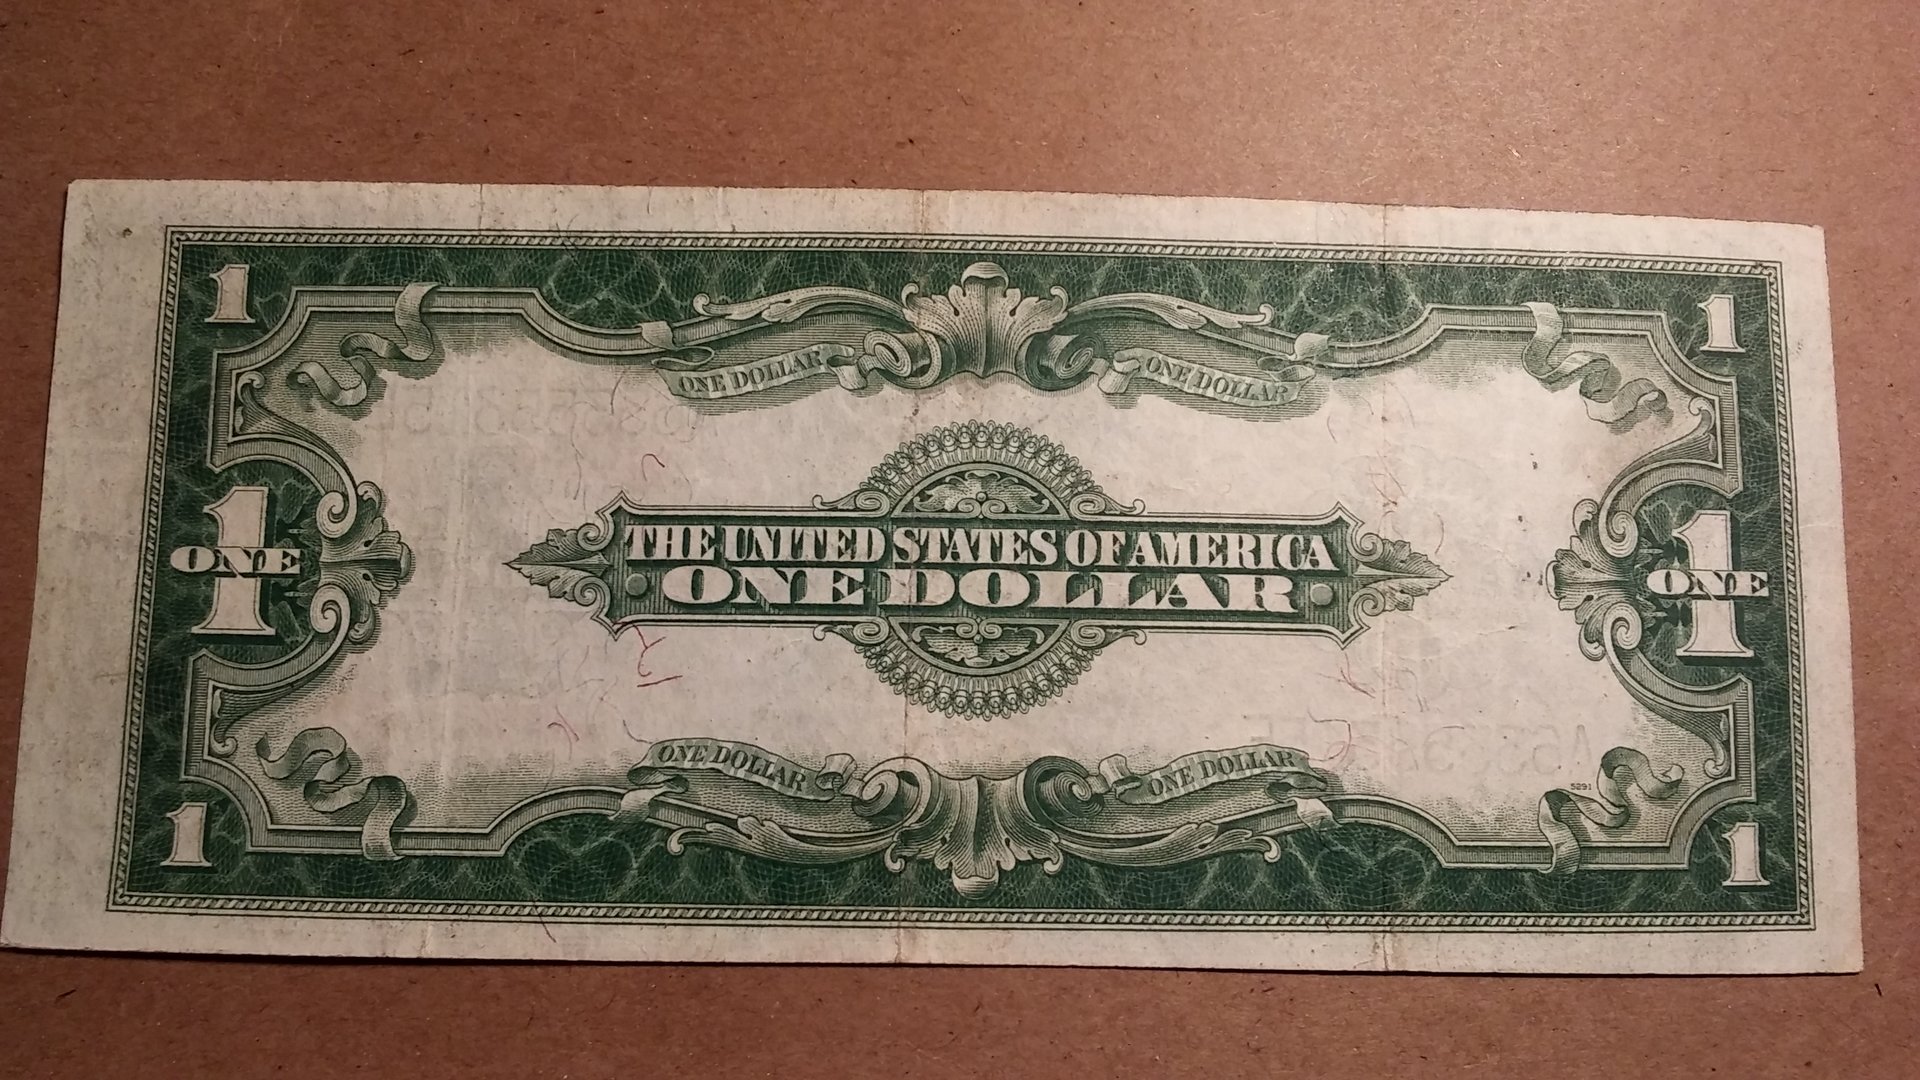 1
1
ONE DOLLAR
ONE DOLLAR
1
ONE
THE UNITED STATES OF AMERICA
ONE DOLLAR
1
ONE
ONE DOLLAR
ONE DOLLAR
5291
1
1